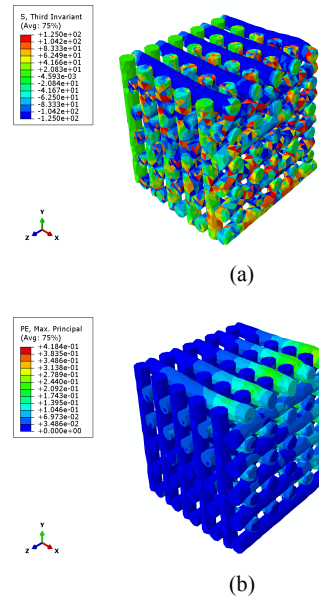 S, Third Invariant
(Avg: 75%)
+1.250e+02
+1.042e+02
+8.333e+01
+6.249e+01
+4.166e+01
+2.083e+01
-4.593e-03
-2.084e+01
-4.167e+01
-6.250e+01
-8.333e+01
-1.042e+02
-1.250e+02
Y
Z X
(a)
PE, Max. Principal
(Avg: 75%)
+4.184e-01
+3.835e-01
+3.486e-01
+3.138e-01
+2.789e-01
+2.440e-01
+2.092e-01
+1.743e-01
+1.395e-01
+1.046e-01
+6.973e-02
+3.486e-02
+0.000e+00
Y
Z X
(b)